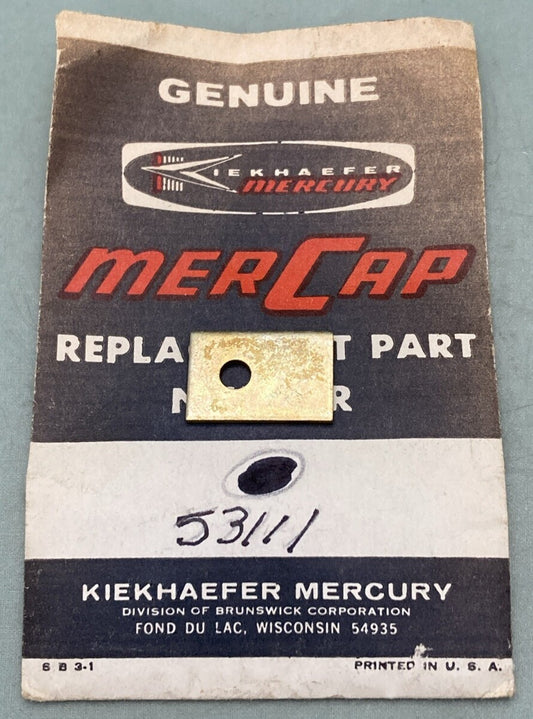 GENUINE
KIEKHAEFER
MERCURY
MERCAP
REPLA T PART
N R
53111
KIEKHAEFER MERCURY
DIVISION OF BRUNSWICK CORPORATION
FOND DU LAC, WISCONSIN 54935
6 B 3-1 PRINTED IN U. S. A.